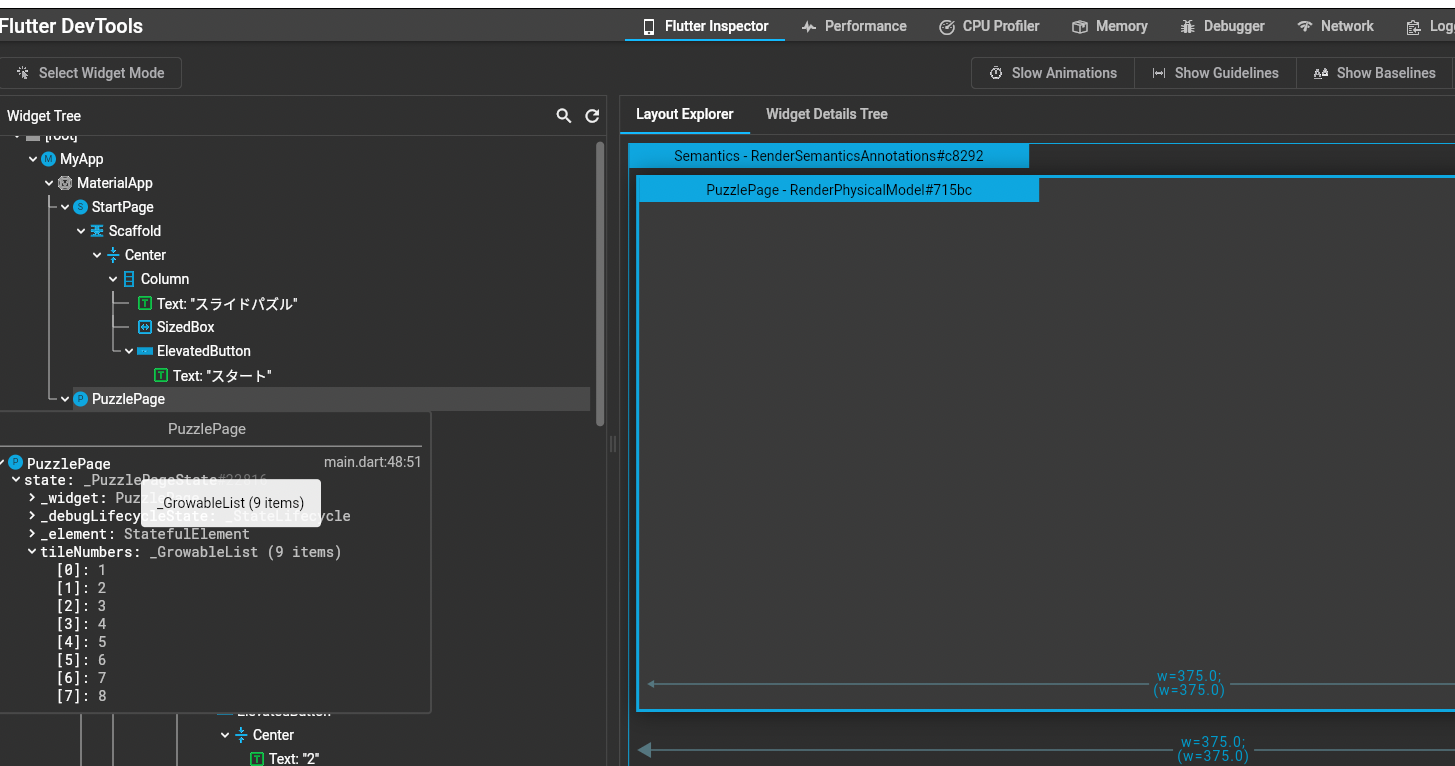 Flutter DevTools
Flutter Inspector
Performance
CPU Profiler
Memory
Debugger
Network
Select Widget Mode
Slow Animations
Show Guidelines
Show Baselines
Widget Tree
Layout Explorer
Widget Details Tree
[root]
MyApp
MaterialApp
StartPage
Scaffold
Center
Column
Text: "スライドパズル"
SizedBox
ElevatedButton
Text: "スタート"
PuzzlePage
PuzzlePage
PuzzlePage
main.dart:48:51
state: _PuzzlePageState#22816
_GrowableList (9 items)
_widget:
_debugLifecycleState: _StateLifecycle
_element: StatefulElement
tileNumbers: _GrowableList (9 items)
[0]: 1
[1]: 2
[2]: 3
[3]: 4
[4]: 5
[5]: 6
[6]: 7
[7]: 8
ElevatedButton
Center
Text: "2"
Semantics - RenderSemanticsAnnotations#c8292
PuzzlePage - RenderPhysicalModel#715bc
w=375.0;
(w=375.0)
w=375.0;
(w=375.0)